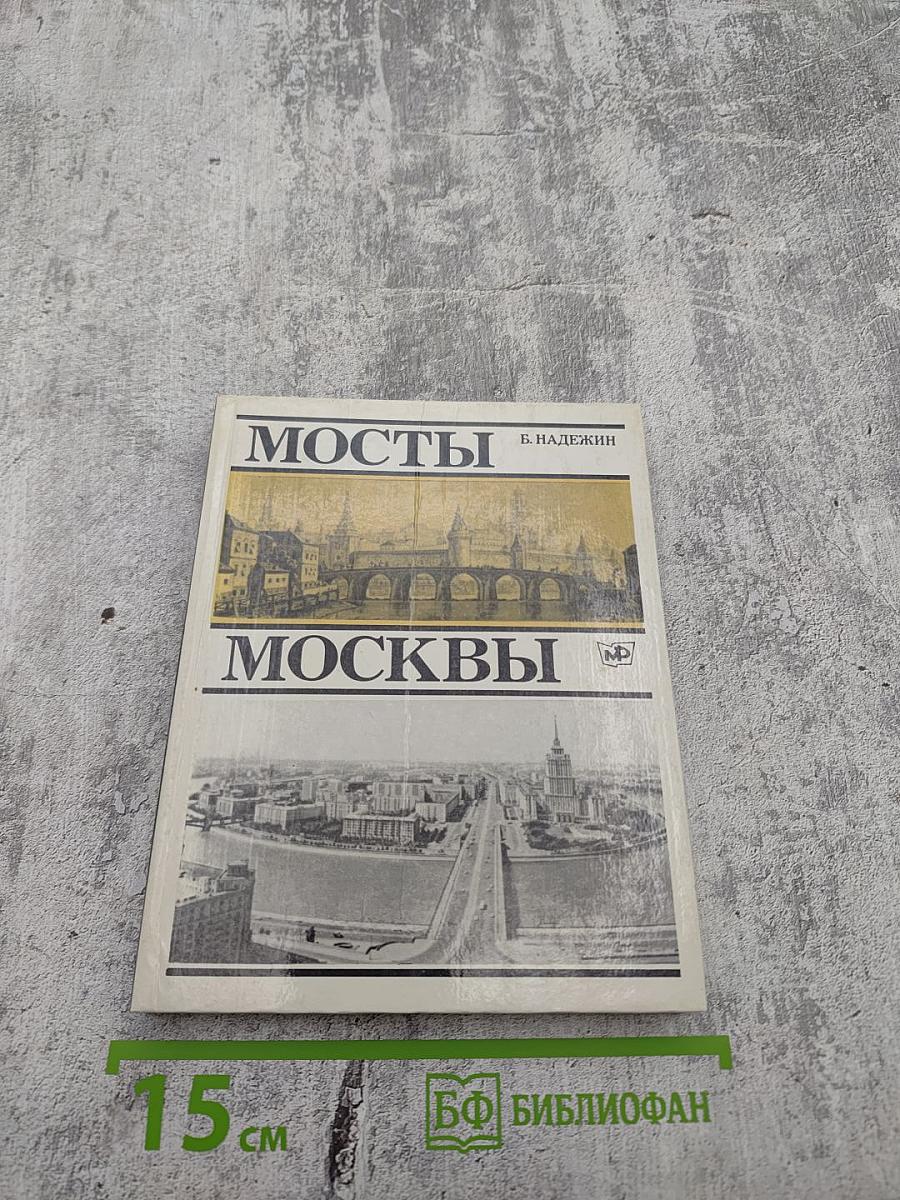 МОСТЫ
Б. НАДЕЖИН
МОСКВЫ
МР
15 см
БФ БИБЛИОФАН